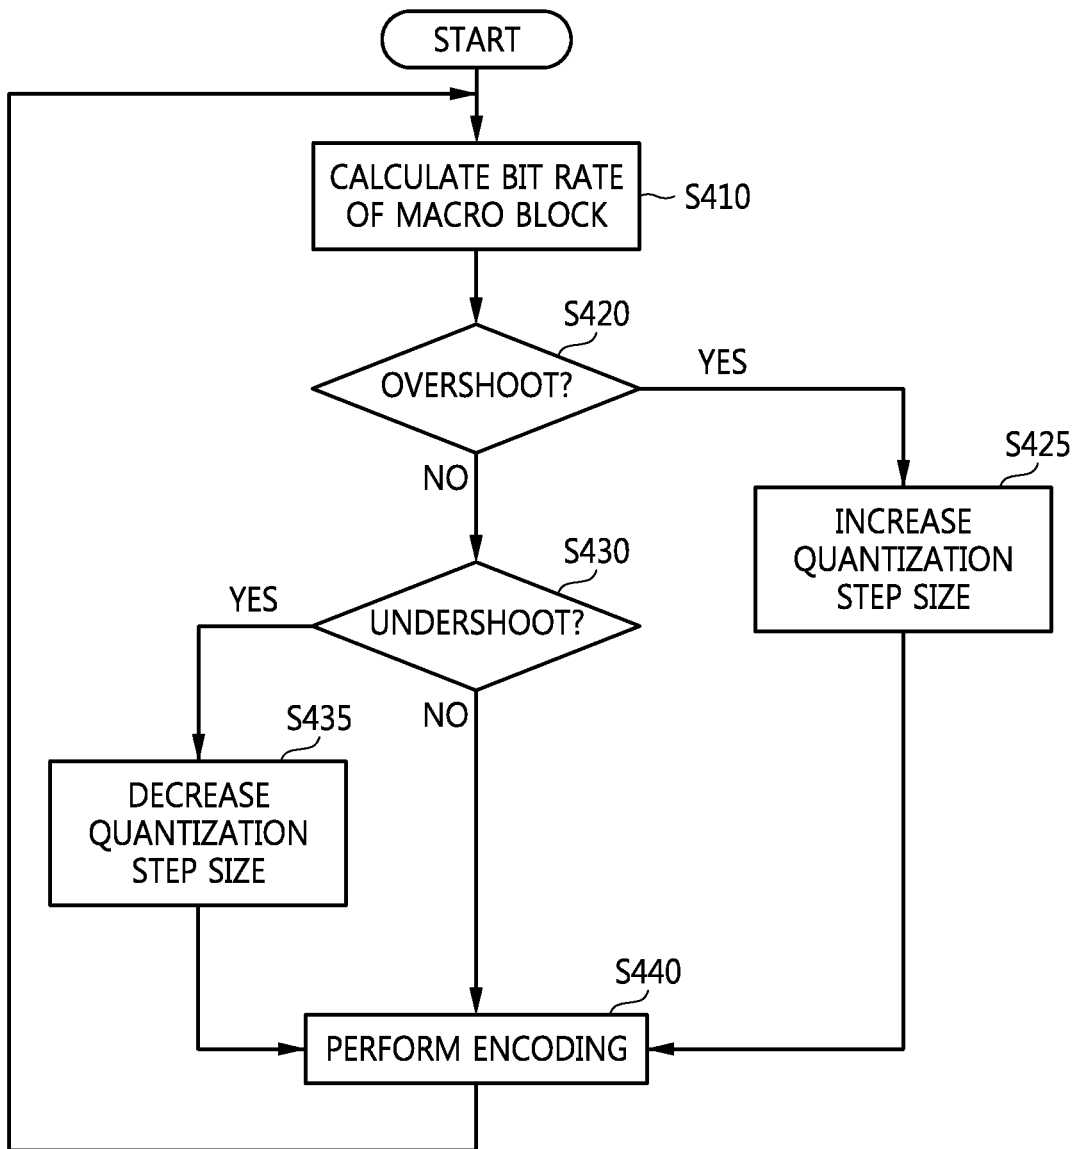 START
CALCULATE BIT RATE
OF MACRO BLOCK
S410
S420
OVERSHOOT?
YES
NO
S425
INCREASE
QUANTIZATION
STEP SIZE
S430
UNDERSHOOT?
YES
NO
S435
DECREASE
QUANTIZATION
STEP SIZE
S440
PERFORM ENCODING